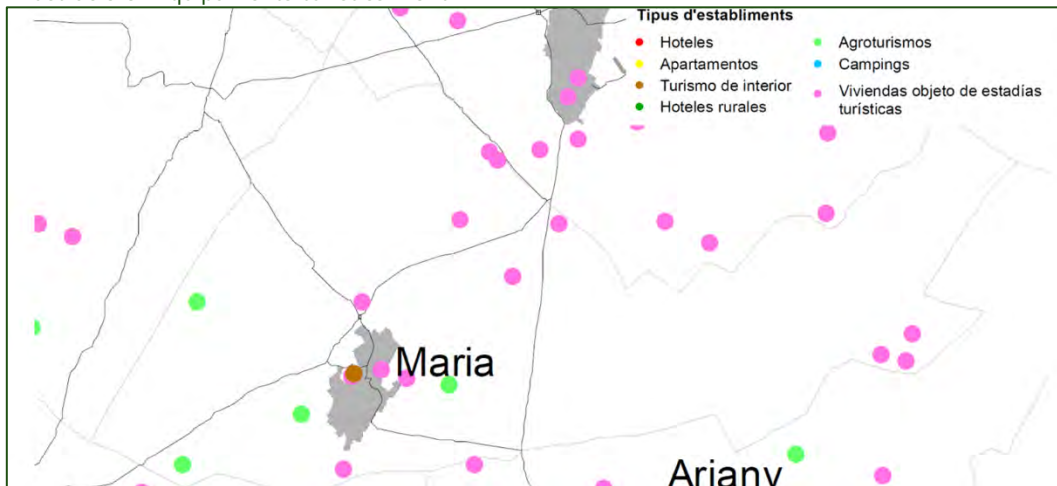 Tipus d'establiments
Hoteles
Apartamentos
Turismo de interior
Hoteles rurales
Agroturismos
Campings
Viviendas objeto de estadías
turísticas
Maria
Ariany